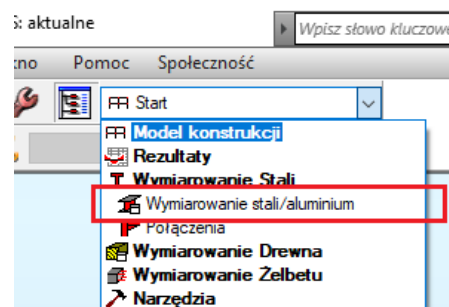 S: aktualne
Wpisz słowo kluczowe
kno Pomoc Społeczność
Start
Model konstrukcji
Rezultaty
Wymiarowanie Stali
Wymiarowanie stali/aluminium
Połączenia
Wymiarowanie Drewna
Wymiarowanie Żelbetu
Narzędzia